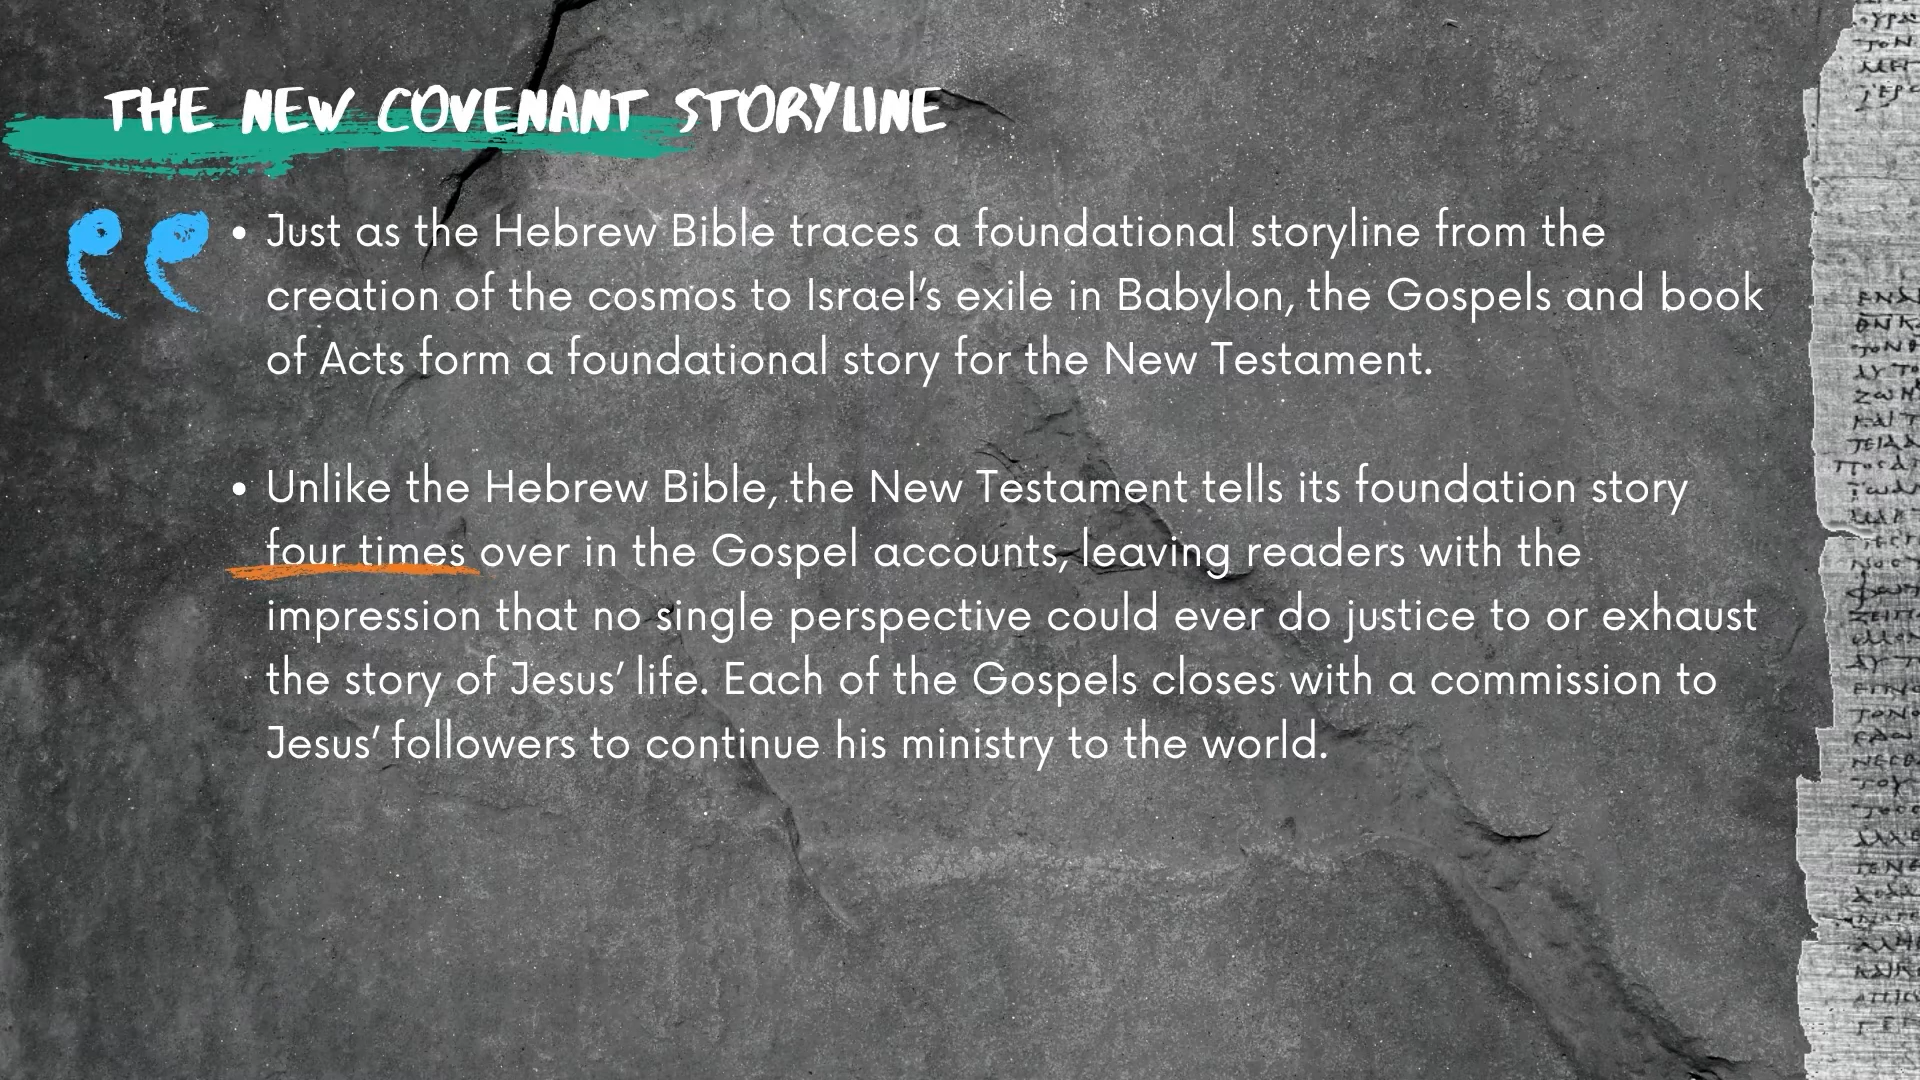 THE NEW COVENANT STORYLINE
• Just as the Hebrew Bible traces a foundational storyline from the
creation of the cosmos to Israel’s exile in Babylon, the Gospels and book
of Acts form a foundational story for the New Testament.
• Unlike the Hebrew Bible, the New Testament tells its foundation story
four times over in the Gospel accounts, leaving readers with the
impression that no single perspective could ever do justice to or exhaust
the story of Jesus’ life. Each of the Gospels closes with a commission to
Jesus’ followers to continue his ministry to the world.